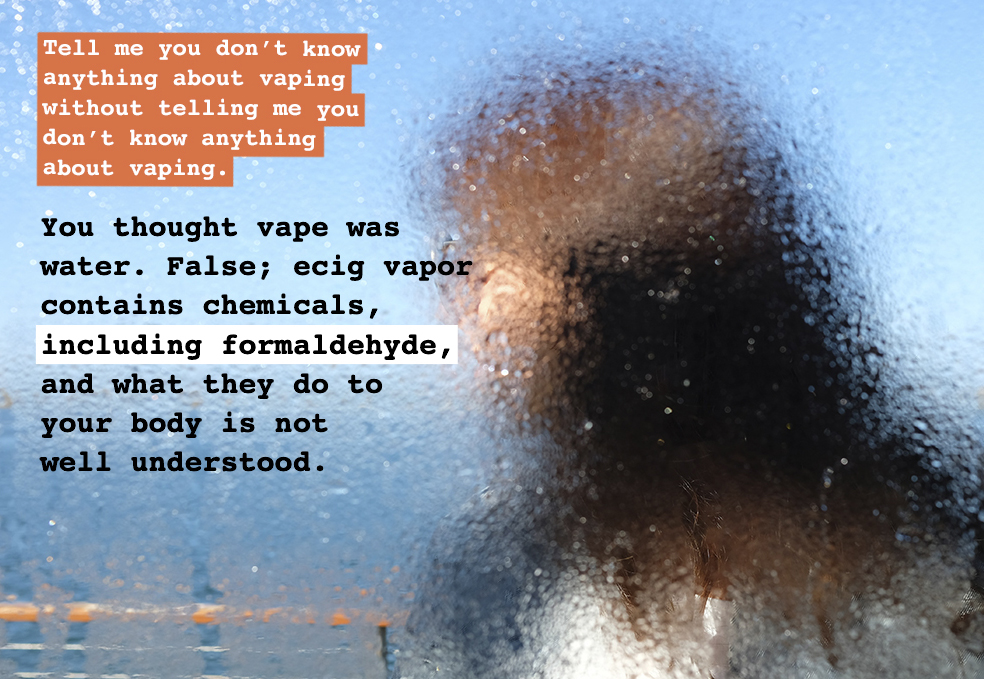 Tell me you don’t know
anything about vaping
without telling me you
don’t know anything
about vaping.
You thought vape was
water. False; ecig vapor
contains chemicals,
including formaldehyde,
and what they do to
your body is not
well understood.